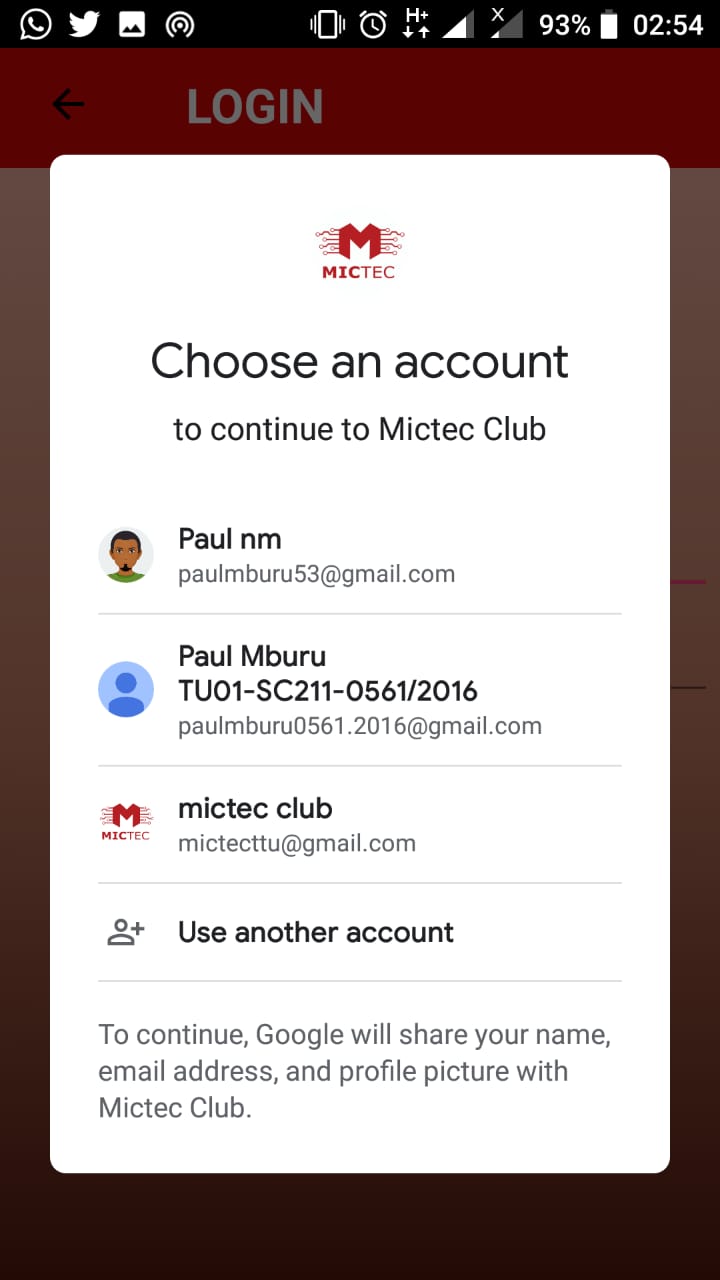 H+
X
93%
02:54
LOGIN
MICTEC
Choose an account
to continue to Mictec Club
Paul nm
paulmburu53@gmail.com
Paul Mburu
TU01-SC211-0561/2016
paulmburu0561.2016@gmail.com
MICTEC
mictec club
mictecttu@gmail.com
Use another account
To continue, Google will share your name,
email address, and profile picture with
Mictec Club.